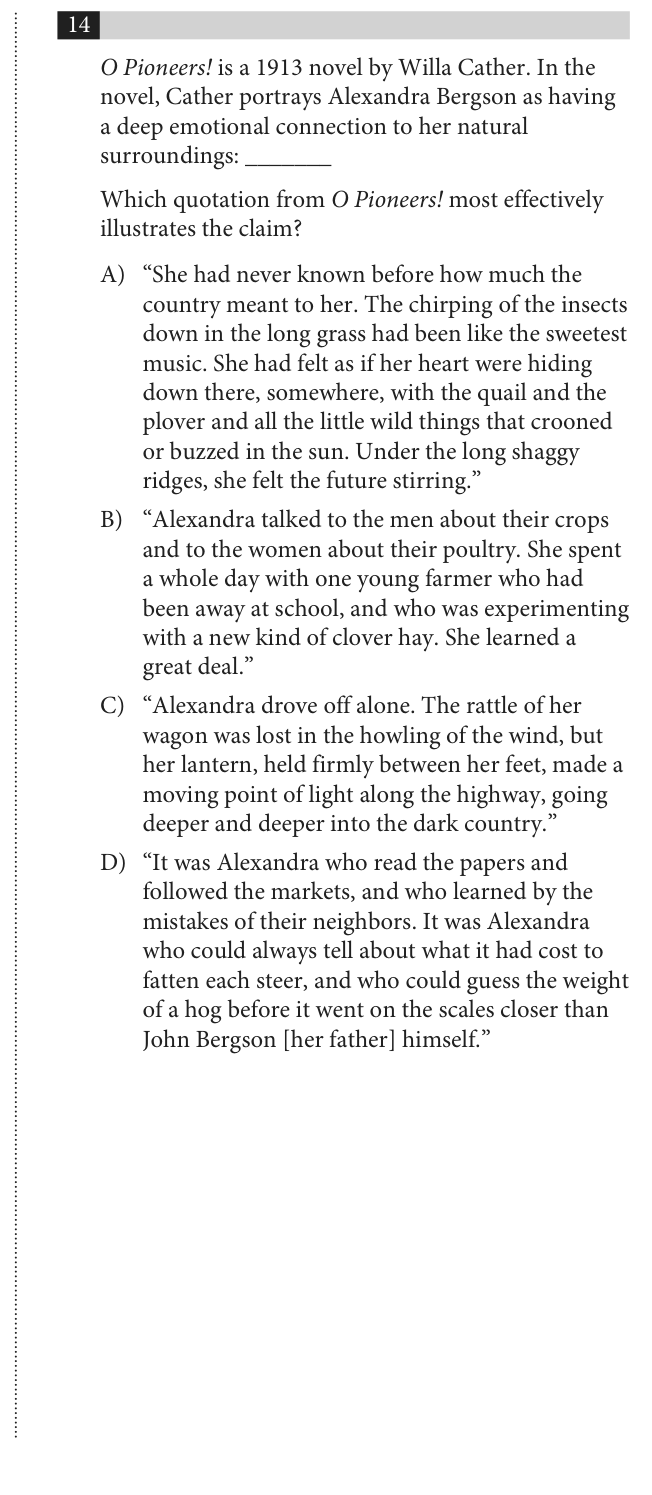 14
O Pioneers! is a 1913 novel by Willa Cather. In the
novel, Cather portrays Alexandra Bergson as having
a deep emotional connection to her natural
surroundings: _______
Which quotation from O Pioneers! most effectively
illustrates the claim?
A) “She had never known before how much the
country meant to her. The chirping of the insects
down in the long grass had been like the sweetest
music. She had felt as if her heart were hiding
down there, somewhere, with the quail and the
plover and all the little wild things that crooned
or buzzed in the sun. Under the long shaggy
ridges, she felt the future stirring.”
B) “Alexandra talked to the men about their crops
and to the women about their poultry. She spent
a whole day with one young farmer who had
been away at school, and who was experimenting
with a new kind of clover hay. She learned a
great deal.”
C) “Alexandra drove off alone. The rattle of her
wagon was lost in the howling of the wind, but
her lantern, held firmly between her feet, made a
moving point of light along the highway, going
deeper and deeper into the dark country.”
D) “It was Alexandra who read the papers and
followed the markets, and who learned by the
mistakes of their neighbors. It was Alexandra
who could always tell about what it had cost to
fatten each steer, and who could guess the weight
of a hog before it went on the scales closer than
John Bergson [her father] himself.”